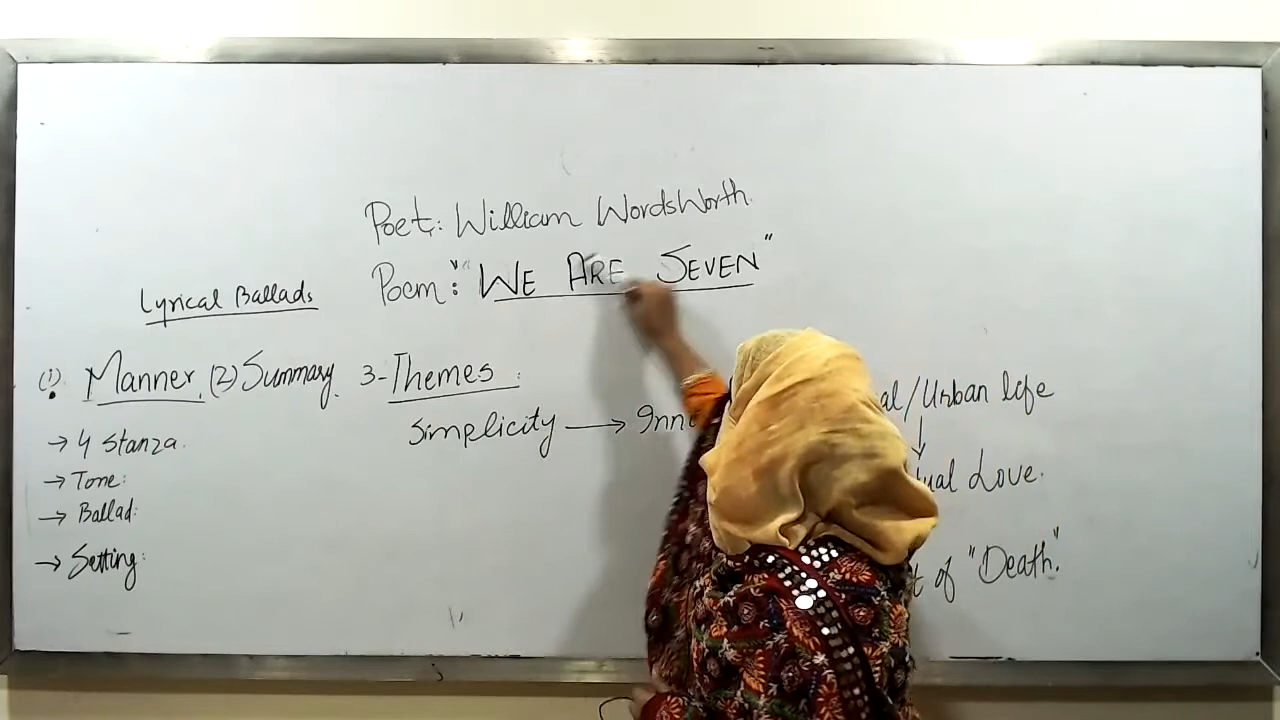 Poet: William Wordsworth.
Poem: "WE ARE SEVEN"
Lyrical Ballads
(1) Manner (2) Summary 3- Themes:
al/Urban life
Simplicity → Inno
→ 4 Stanza.
ual Love.
→ Tone:
→ Ballad:
→ Setting:
t of "Death."